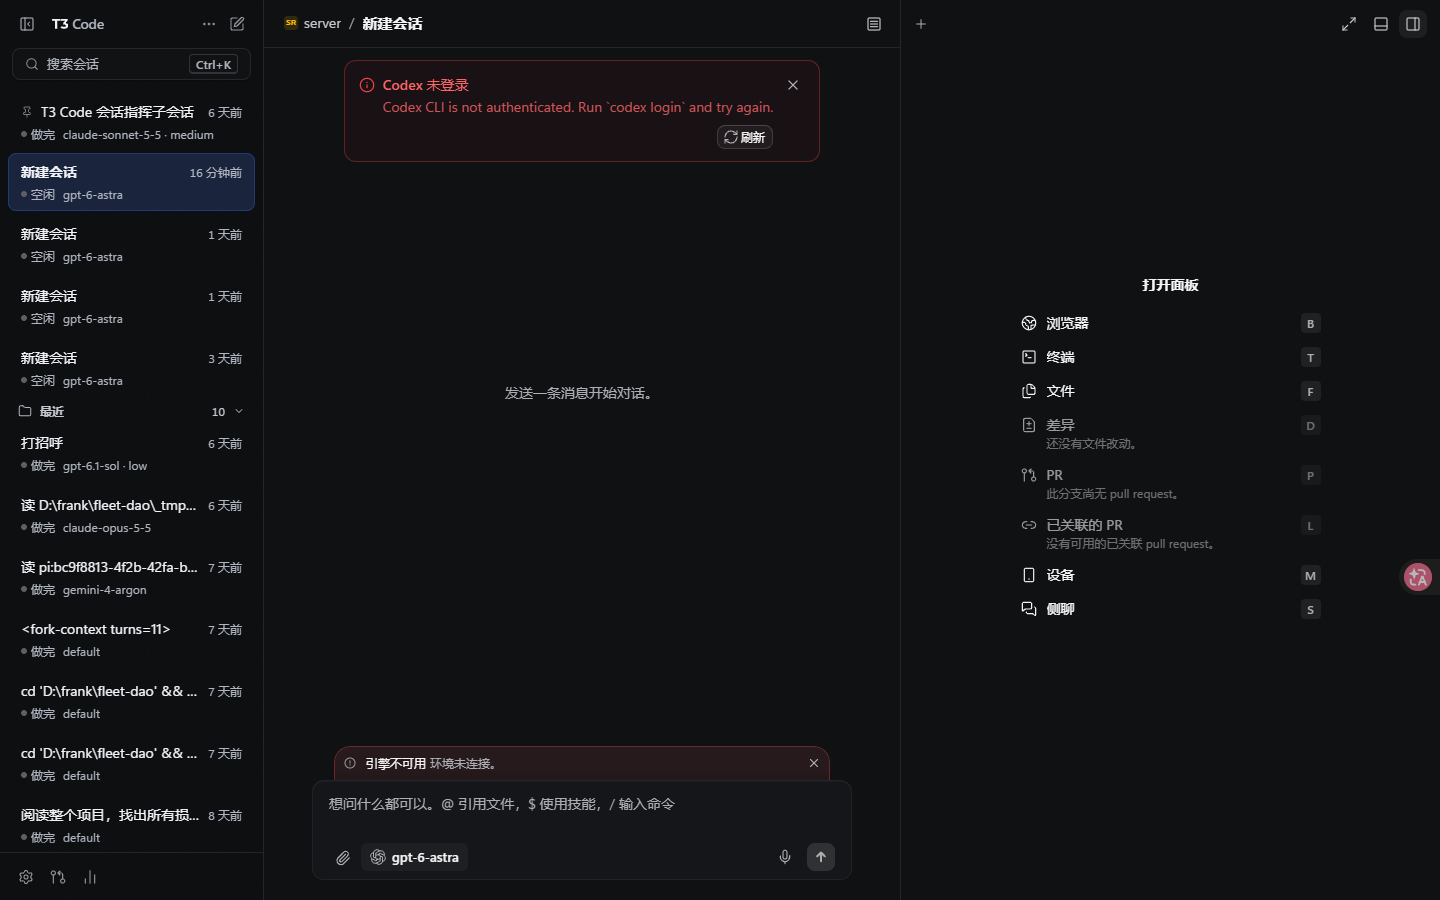 T3 Code
搜索会话 Ctrl+K
T3 Code 会话指挥子会话 6 天前
做完 claude-sonnet-5-5 · medium
新建会话 16 分钟前
空闲 gpt-6-astra
新建会话 1 天前
空闲 gpt-6-astra
新建会话 1 天前
空闲 gpt-6-astra
新建会话 3 天前
空闲 gpt-6-astra
最近 10
打招呼 6 天前
做完 gpt-6.1-sol · low
读 D:\frank\fleet-dao\_tmp... 6 天前
做完 claude-opus-5-5
读 pi:bc9f8813-4f2b-42fa-b... 7 天前
做完 gemini-4-argon
<fork-context turns=11> 7 天前
做完 default
cd 'D:\frank\fleet-dao' && ... 7 天前
做完 default
cd 'D:\frank\fleet-dao' && ... 7 天前
做完 default
阅读整个项目，找出所有损... 8 天前
做完 default
SR server / 新建会话
Codex 未登录
Codex CLI is not authenticated. Run `codex login` and try again.
刷新
发送一条消息开始对话。
引擎不可用 环境未连接。
想问什么都可以。@ 引用文件，$ 使用技能，/ 输入命令
gpt-6-astra
打开面板
浏览器 B
终端 T
文件 F
差异 D
还没有文件改动。
PR P
此分支尚无 pull request。
已关联的 PR L
没有可用的已关联 pull request。
设备 M
侧聊 S